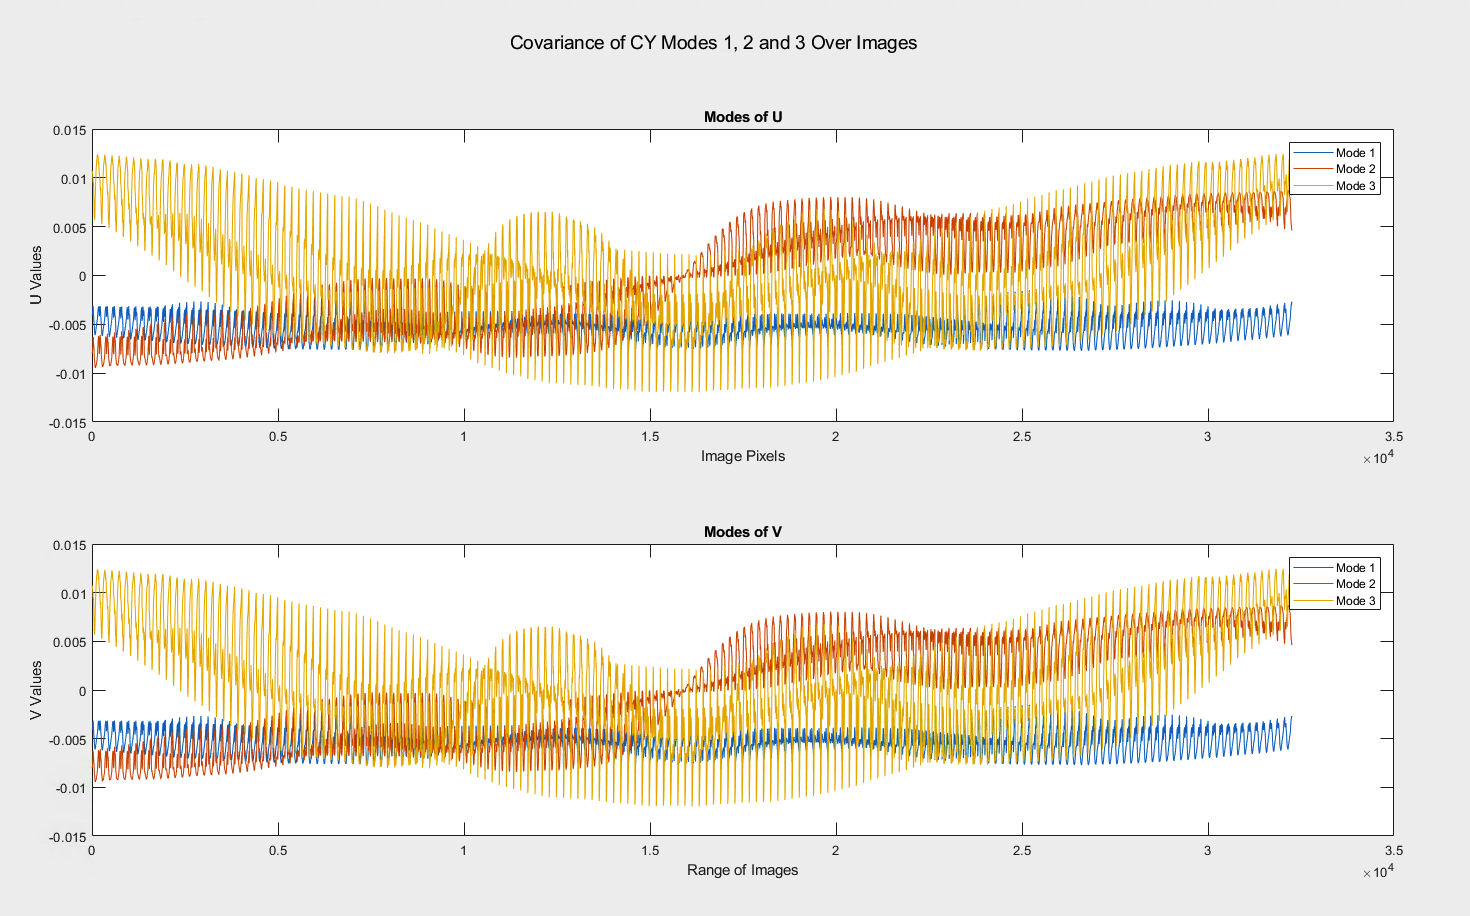 Covariance of CY Modes 1, 2 and 3 Over Images
Modes of U
0.015
0.01
0.005
0
-0.005
-0.01
-0.015
U Values
Mode 1
Mode 2
Mode 3
0 0.5 1 1.5 2 2.5 3 3.5
Image Pixels
×10^4
Modes of V
0.015
0.01
0.005
0
-0.005
-0.01
-0.015
V Values
Mode 1
Mode 2
Mode 3
0 0.5 1 1.5 2 2.5 3 3.5
Range of Images
×10^4